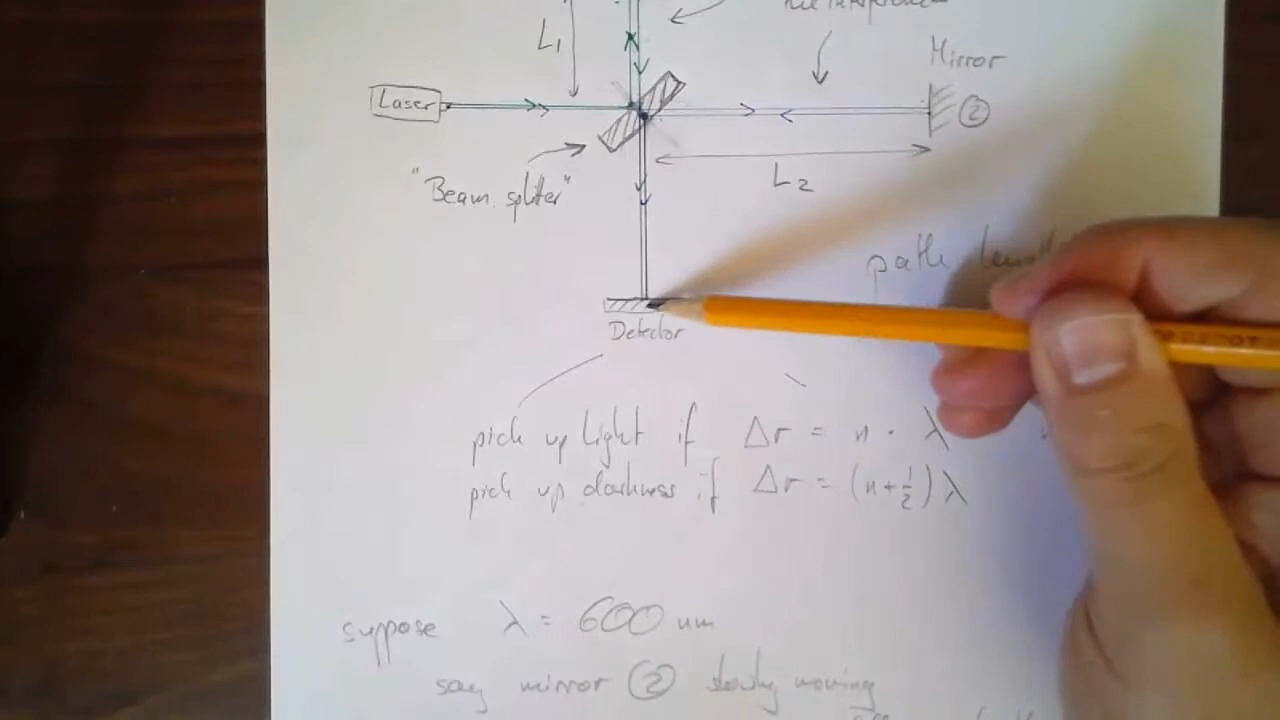 L1
Mirror
Laser
②
"Beam spliter"
L2
path
Detector
pick up light if Δr = n · λ
pick up darkness if Δr = (n+1/2)λ
suppose λ = 600 nm
say mirror ② slowly moving